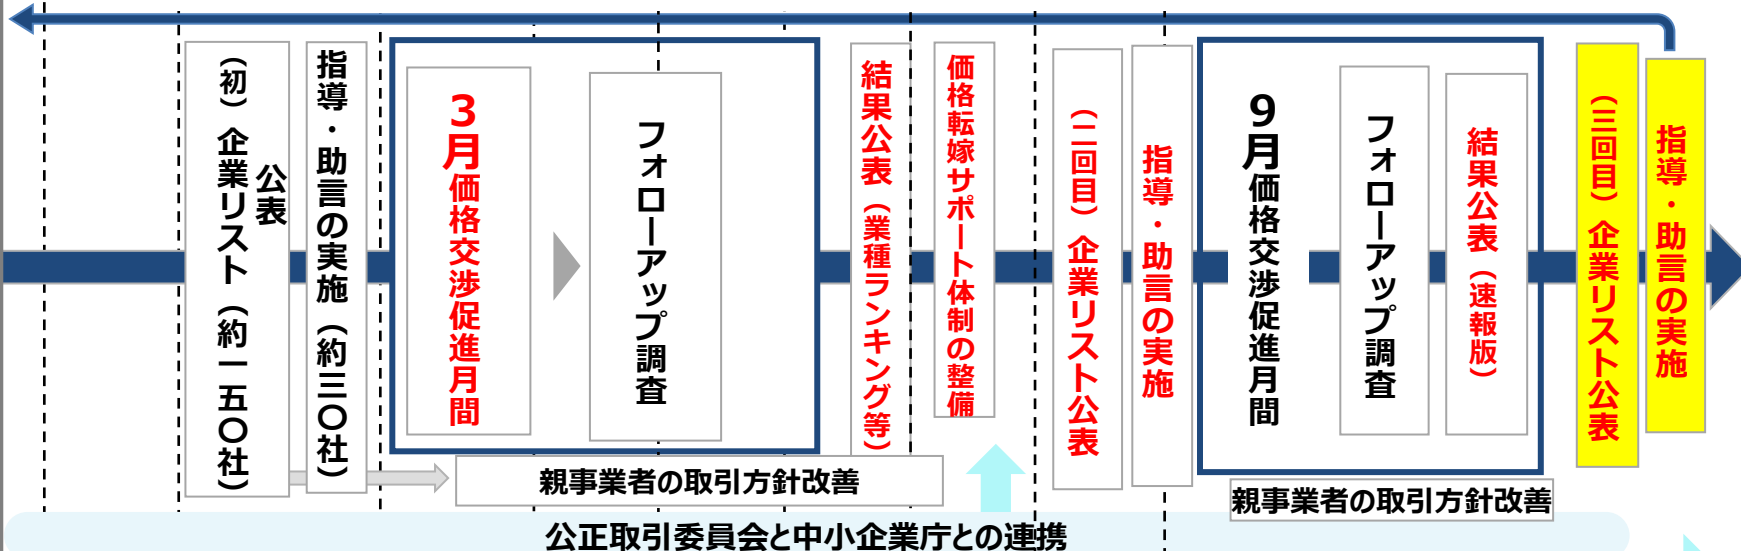 （初）企業リスト（約一五〇社）
公表
指導・助言の実施（約三〇社）
3月価格交渉促進月間
フォローアップ調査
結果公表（業種ランキング等）
価格転嫁サポート体制の整備
（二回目）企業リスト公表
指導・助言の実施
9月価格交渉促進月間
フォローアップ調査
結果公表（速報版）
（三回目）企業リスト公表
指導・助言の実施
親事業者の取引方針改善
親事業者の取引方針改善
公正取引委員会と中小企業庁との連携